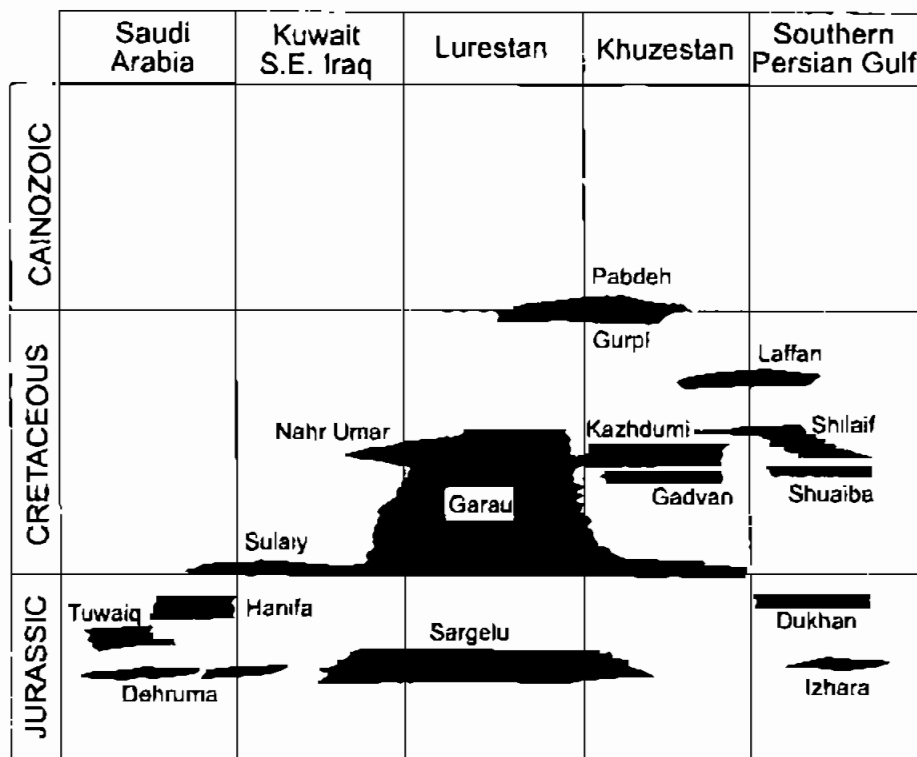 Saudi
Arabia
Kuwait
S.E. Iraq
Lurestan
Khuzestan
Southern
Persian Gulf
CAINOZOIC
Pabdeh
Gurpi
CRETACEOUS
Laffan
Nahr Umar
Kazhdumi
Shilaif
Garau
Gadvan
Shuaiba
Sulaiy
JURASSIC
Tuwaiq
Hanifa
Dukhan
Sargelu
Dehruma
Izhara